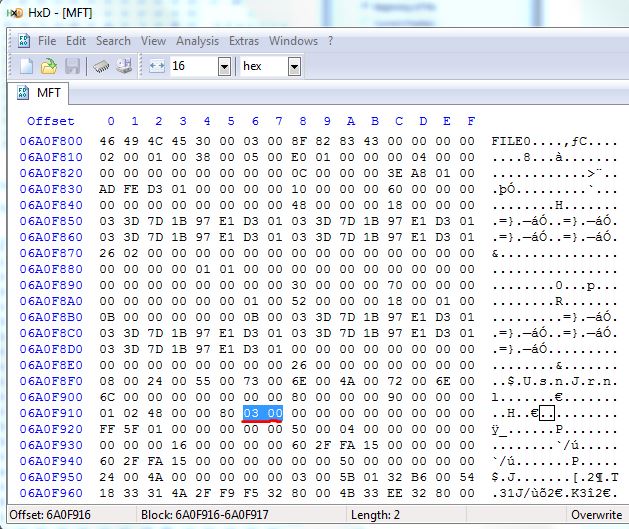 HxD - [MFT]
File Edit Search View Analysis Extras Windows ?
16 hex
MFT
Offset 0 1 2 3 4 5 6 7 8 9 A B C D E F
06A0F800 46 49 4C 45 30 00 03 00 8F 82 83 43 00 00 00 00 FILE0....‚ƒC....
06A0F810 02 00 01 00 38 00 05 00 E0 01 00 00 00 04 00 00 ....8...à.......
06A0F820 00 00 00 00 00 00 00 00 0C 00 00 00 3E A8 01 00 ............>¨..
06A0F830 AD FE D3 01 00 00 00 00 10 00 00 00 60 00 00 00 .þÓ.........`...
06A0F840 00 00 00 00 00 00 00 00 48 00 00 00 18 00 00 00 ........H.......
06A0F850 03 3D 7D 1B 97 E1 D3 01 03 3D 7D 1B 97 E1 D3 01 .=}.—áÓ..=}.—áÓ.
06A0F860 03 3D 7D 1B 97 E1 D3 01 03 3D 7D 1B 97 E1 D3 01 .=}.—áÓ..=}.—áÓ.
06A0F870 26 02 00 00 00 00 00 00 00 00 00 00 00 00 00 00 &...............
06A0F880 00 00 00 00 01 01 00 00 00 00 00 00 00 00 00 00 ................
06A0F890 00 00 00 00 00 00 00 00 30 00 00 00 70 00 00 00 ........0...p...
06A0F8A0 00 00 00 00 00 00 01 00 52 00 00 00 18 00 01 00 ........R.......
06A0F8B0 0B 00 00 00 00 00 0B 00 03 3D 7D 1B 97 E1 D3 01 .........=}.—áÓ.
06A0F8C0 03 3D 7D 1B 97 E1 D3 01 03 3D 7D 1B 97 E1 D3 01 .=}.—áÓ..=}.—áÓ.
06A0F8D0 03 3D 7D 1B 97 E1 D3 01 00 00 00 00 00 00 00 00 .=}.—áÓ.........
06A0F8E0 00 00 00 00 00 00 00 00 26 00 00 00 00 00 00 00 ........&.......
06A0F8F0 08 00 24 00 55 00 73 00 6E 00 4A 00 72 00 6E 00 ..$.U.s.n.J.r.n.
06A0F900 6C 00 00 00 00 00 00 00 80 00 00 00 90 00 00 00 l.......€.......
06A0F910 01 02 48 00 00 80 03 00 00 00 00 00 00 00 00 00 ..H..€..........
06A0F920 FF 5F 01 00 00 00 00 00 50 00 04 00 00 00 00 00 ÿ_......P.......
06A0F930 00 00 00 16 00 00 00 00 60 2F FA 15 00 00 00 00 ........`/ú.....
06A0F940 60 2F FA 15 00 00 00 00 00 00 50 00 00 00 00 00 `/ú.......P.....
06A0F950 24 00 4A 00 00 00 00 00 03 00 5B 01 32 B6 00 54 $.J.......[.2¶.T
06A0F960 18 33 31 4A 2F F9 F5 32 80 00 4B 33 EE 32 80 00 .31J/ùõ2€.K3î2€.
Offset: 6A0F916 Block: 6A0F916-6A0F917 Length: 2 Overwrite